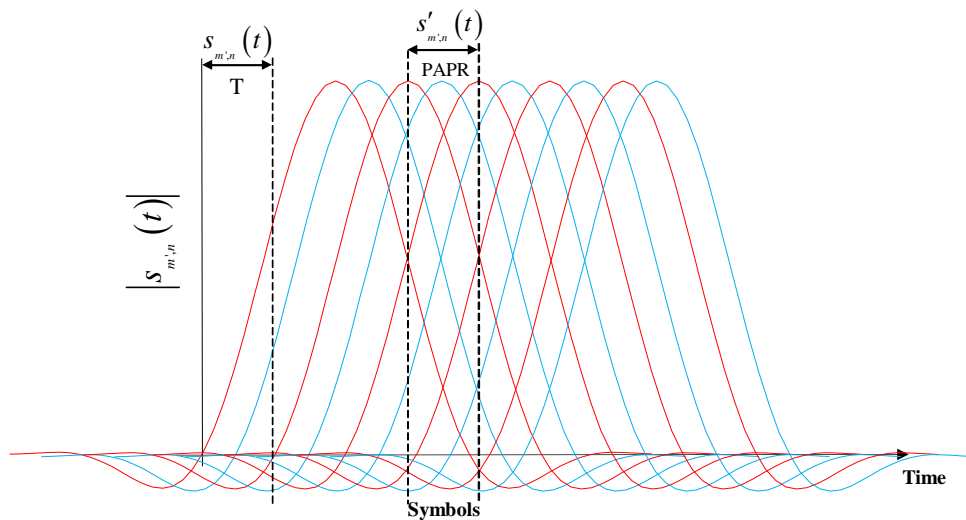 s_{m',n}(t)
s'_{m',n}(t)
T
PAPR
|s_{m',n}(t)|
Time
Symbols